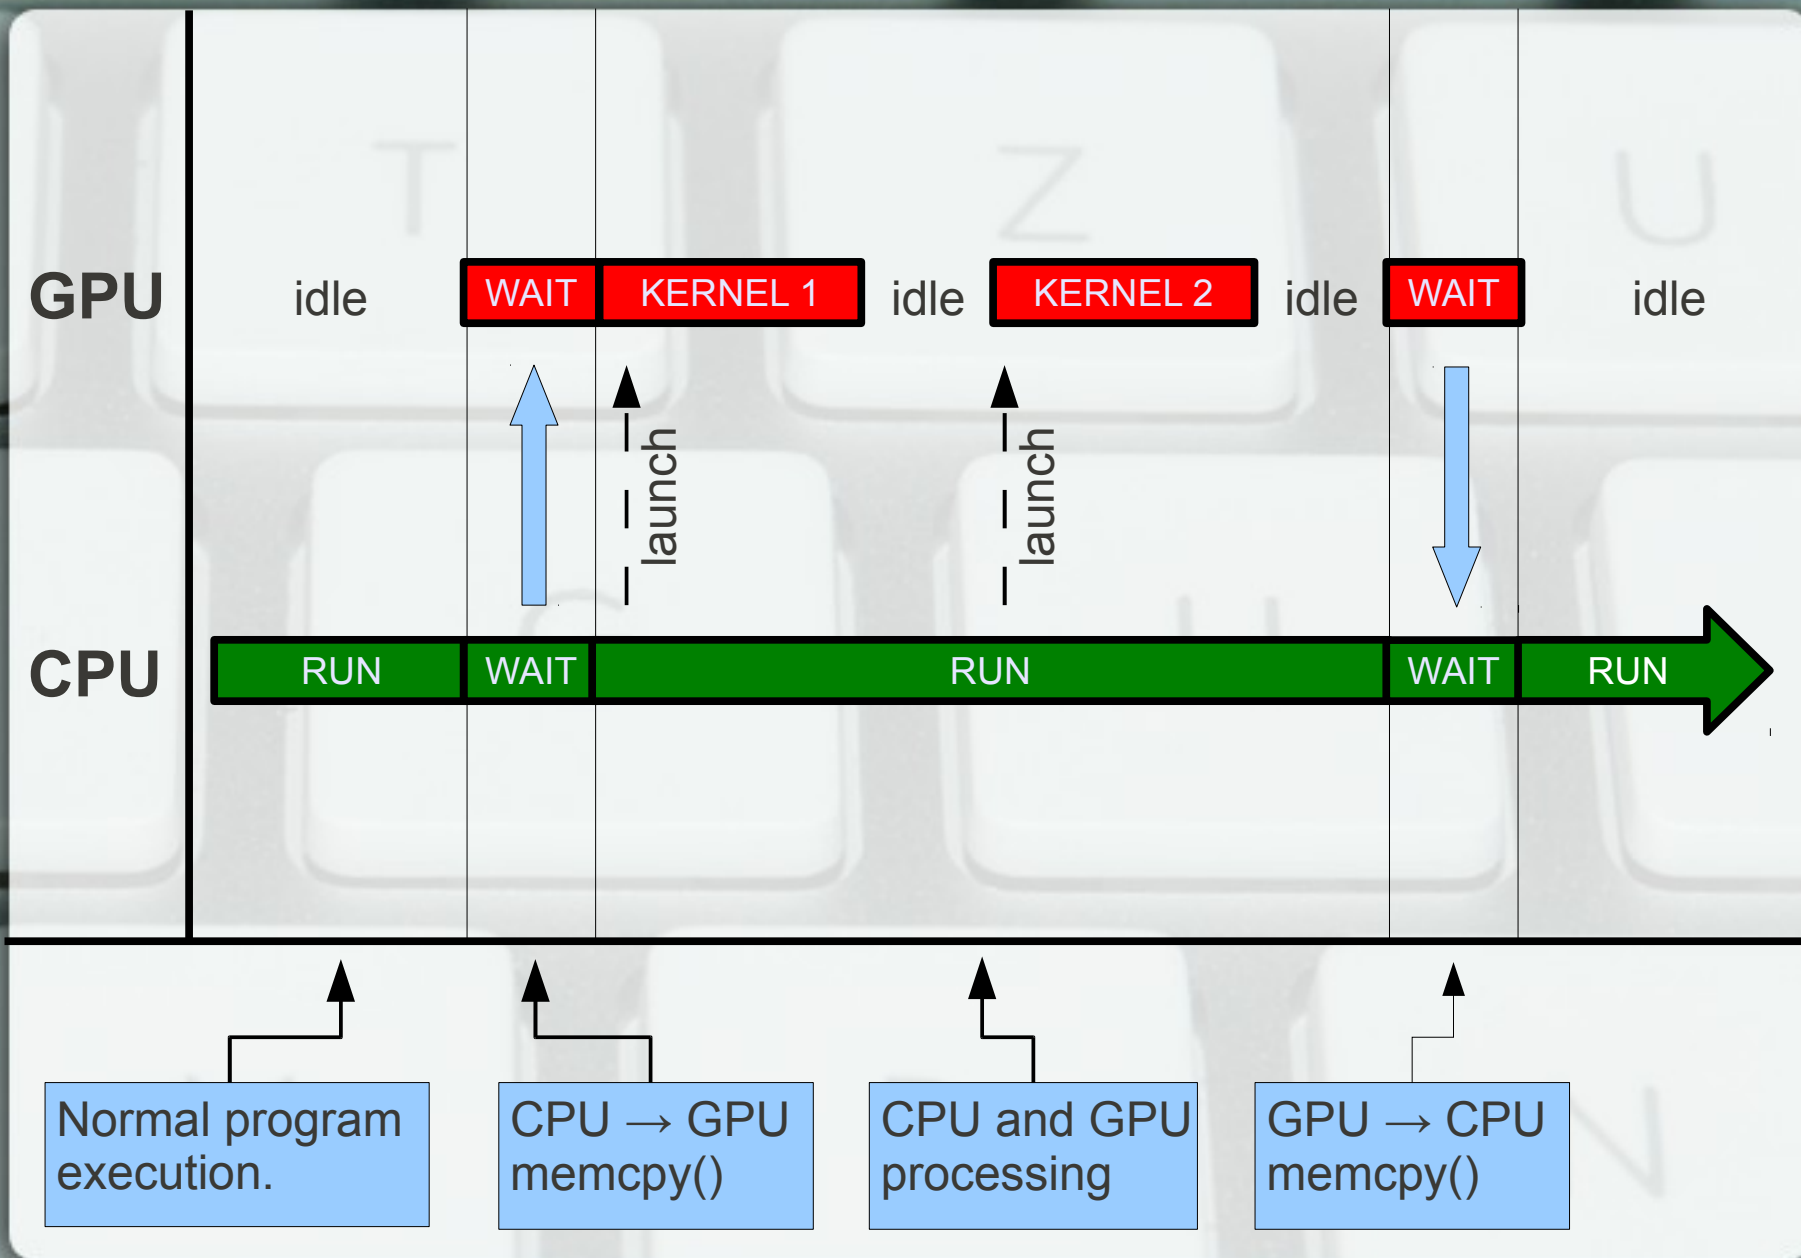 GPU
idle
WAIT
KERNEL 1
idle
KERNEL 2
idle
WAIT
idle
launch
launch
CPU
RUN
WAIT
RUN
WAIT
RUN
Normal program
execution.
CPU → GPU
memcpy()
CPU and GPU
processing
GPU → CPU
memcpy()
T
Z
U
N